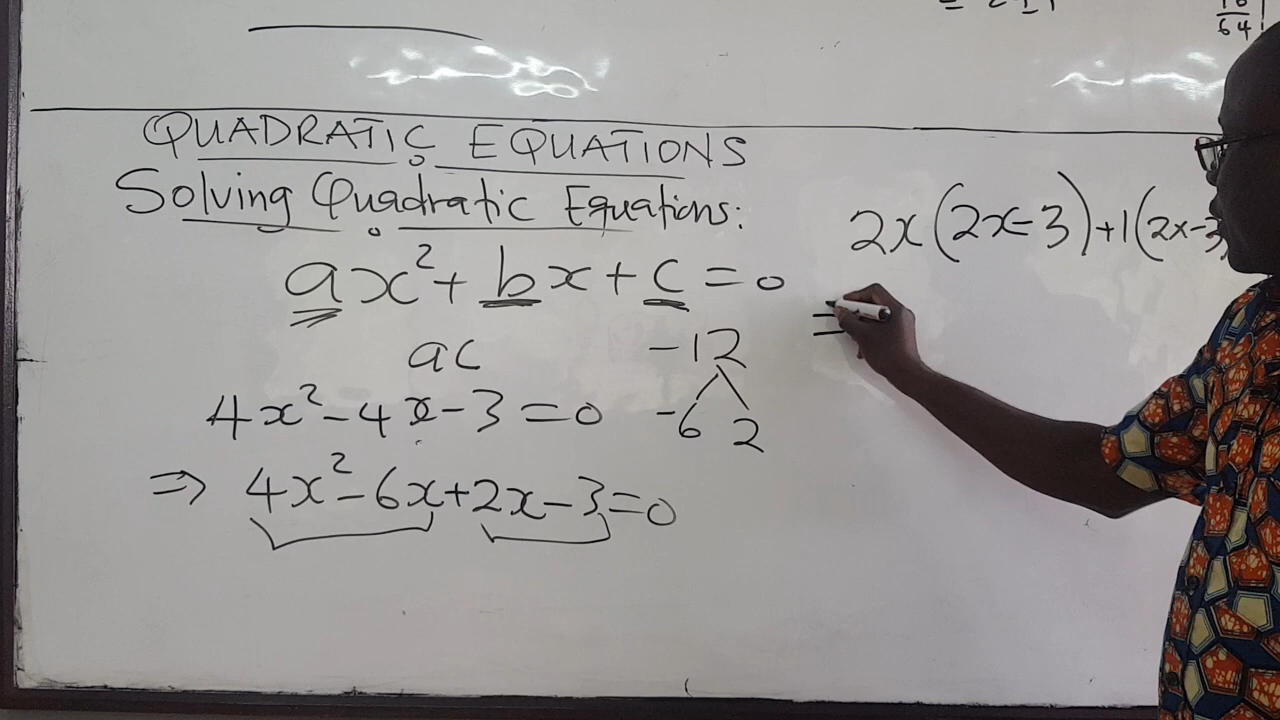 QUADRATIC EQUATIONS
Solving Quadratic Equations:
ax² + bx + c = 0
ac
-12
4x² - 4x - 3 = 0
-6 2
⇒ 4x² - 6x + 2x - 3 = 0
2x(2x-3)+1(2x-3
=
64